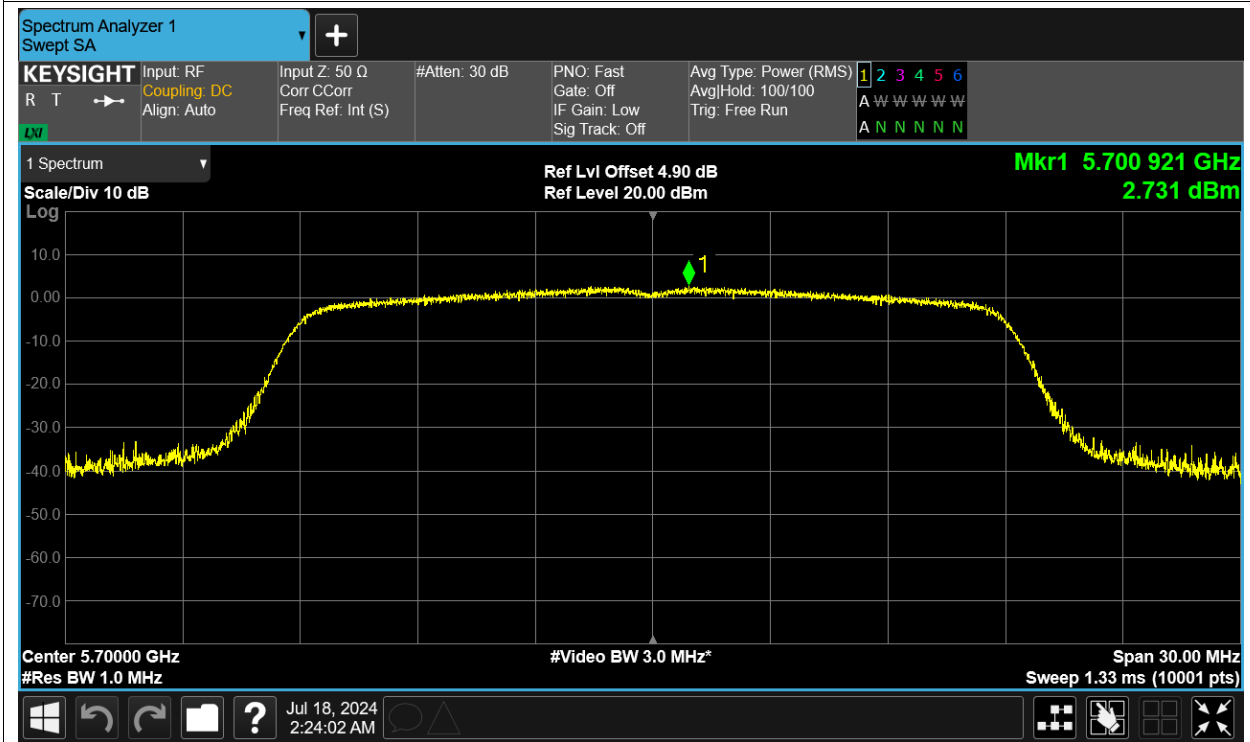 Spectrum Analyzer 1
Swept SA
KEYSIGHT
R T
LXI
Input: RF
Coupling: DC
Align: Auto
Input Z: 50 Ω
Corr CCorr
Freq Ref: Int (S)
#Atten: 30 dB
PNO: Fast
Gate: Off
IF Gain: Low
Sig Track: Off
Avg Type: Power (RMS)
Avg|Hold: 100/100
Trig: Free Run
1 2 3 4 5 6
A W W W W W
A N N N N N
1 Spectrum
Scale/Div 10 dB
Log
Ref Lvl Offset 4.90 dB
Ref Level 20.00 dBm
Mkr1 5.700 921 GHz
2.731 dBm
1
10.0
0.00
-10.0
-20.0
-30.0
-40.0
-50.0
-60.0
-70.0
Center 5.70000 GHz
#Res BW 1.0 MHz
#Video BW 3.0 MHz*
Span 30.00 MHz
Sweep 1.33 ms (10001 pts)
?
Jul 18, 2024
2:24:02 AM